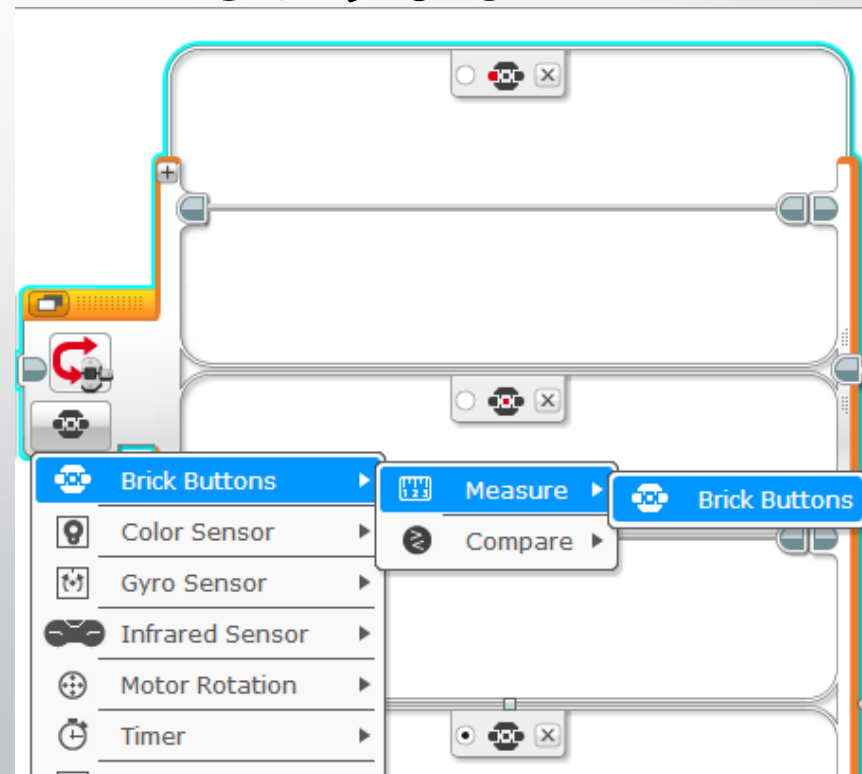 Brick Buttons
Measure
Brick Buttons
Color Sensor
Compare
Gyro Sensor
Infrared Sensor
Motor Rotation
Timer